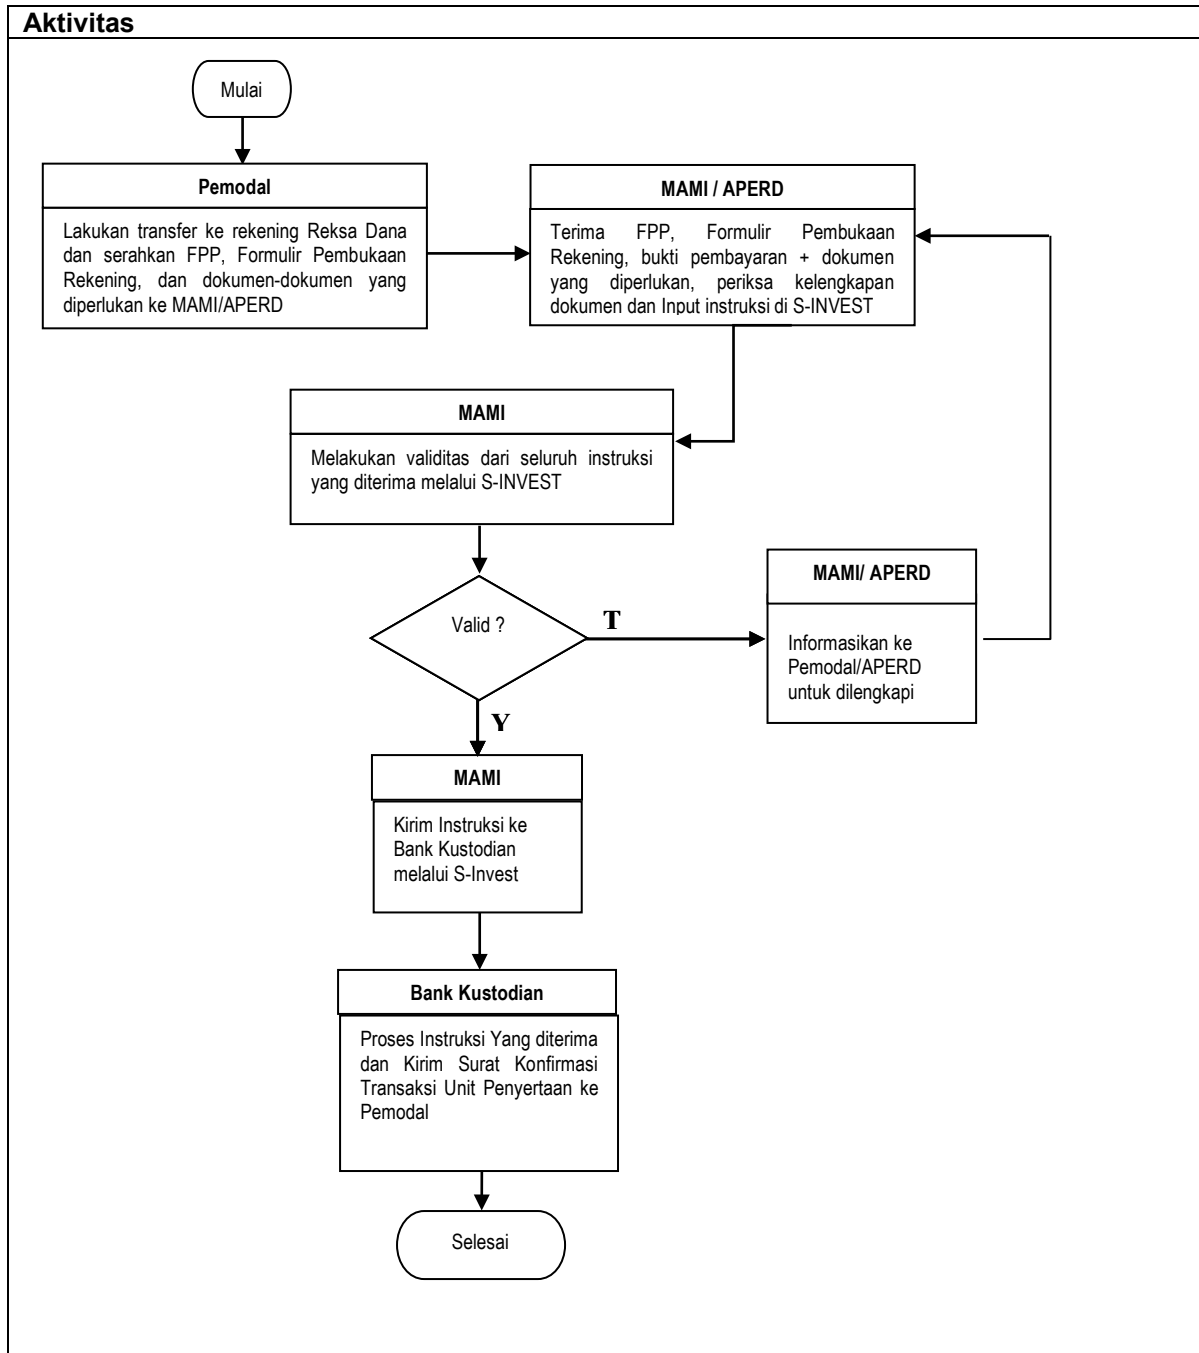 Aktivitas
Mulai
Pemodal
Lakukan transfer ke rekening Reksa Dana
dan serahkan FPP, Formulir Pembukaan
Rekening, dan dokumen-dokumen yang
diperlukan ke MAMI/APERD
MAMI / APERD
Terima FPP, Formulir Pembukaan
Rekening, bukti pembayaran + dokumen
yang diperlukan, periksa kelengkapan
dokumen dan Input instruksi di S-INVEST
MAMI
Melakukan validitas dari seluruh instruksi
yang diterima melalui S-INVEST
Valid ?
T
MAMI/ APERD
Informasikan ke
Pemodal/APERD
untuk dilengkapi
Y
MAMI
Kirim Instruksi ke
Bank Kustodian
melalui S-Invest
Bank Kustodian
Proses Instruksi Yang diterima
dan Kirim Surat Konfirmasi
Transaksi Unit Penyertaan ke
Pemodal
Selesai